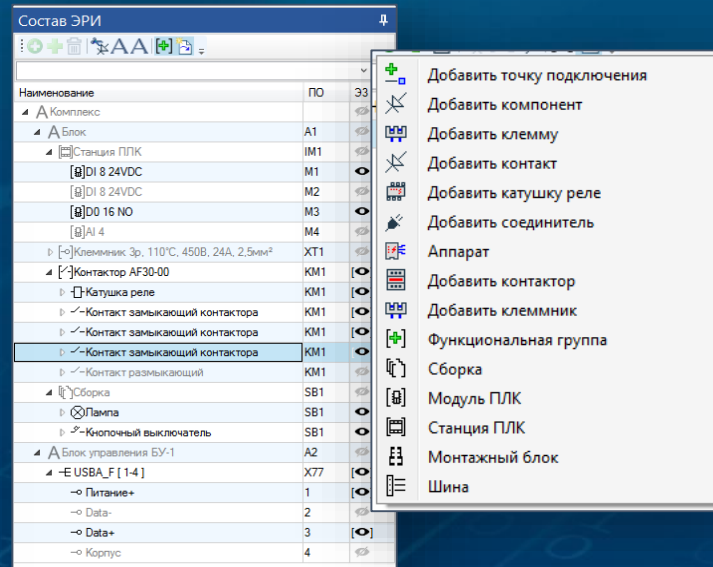 Состав ЭРИ
Наименование ПО ЭЗ
Комплекс
Блок A1
Станция ПЛК IM1
DI 8 24VDC M1
DI 8 24VDC M2
D0 16 NO M3
AI 4 M4
Клеммник 3р, 110°С, 450В, 24А, 2,5мм² XT1
Контактор AF30-00 KM1
Катушка реле KM1
Контакт замыкающий контактора KM1
Контакт замыкающий контактора KM1
Контакт замыкающий контактора KM1
Контакт размыкающий KM1
Сборка SB1
Лампа SB1
Кнопочный выключатель SB1
Блок управления БУ-1 A2
USBA_F [ 1-4 ] X77
Питание+ 1
Data- 2
Data+ 3
Корпус 4
Добавить точку подключения
Добавить компонент
Добавить клемму
Добавить контакт
Добавить катушку реле
Добавить соединитель
Аппарат
Добавить контактор
Добавить клеммник
Функциональная группа
Сборка
Модуль ПЛК
Станция ПЛК
Монтажный блок
Шина